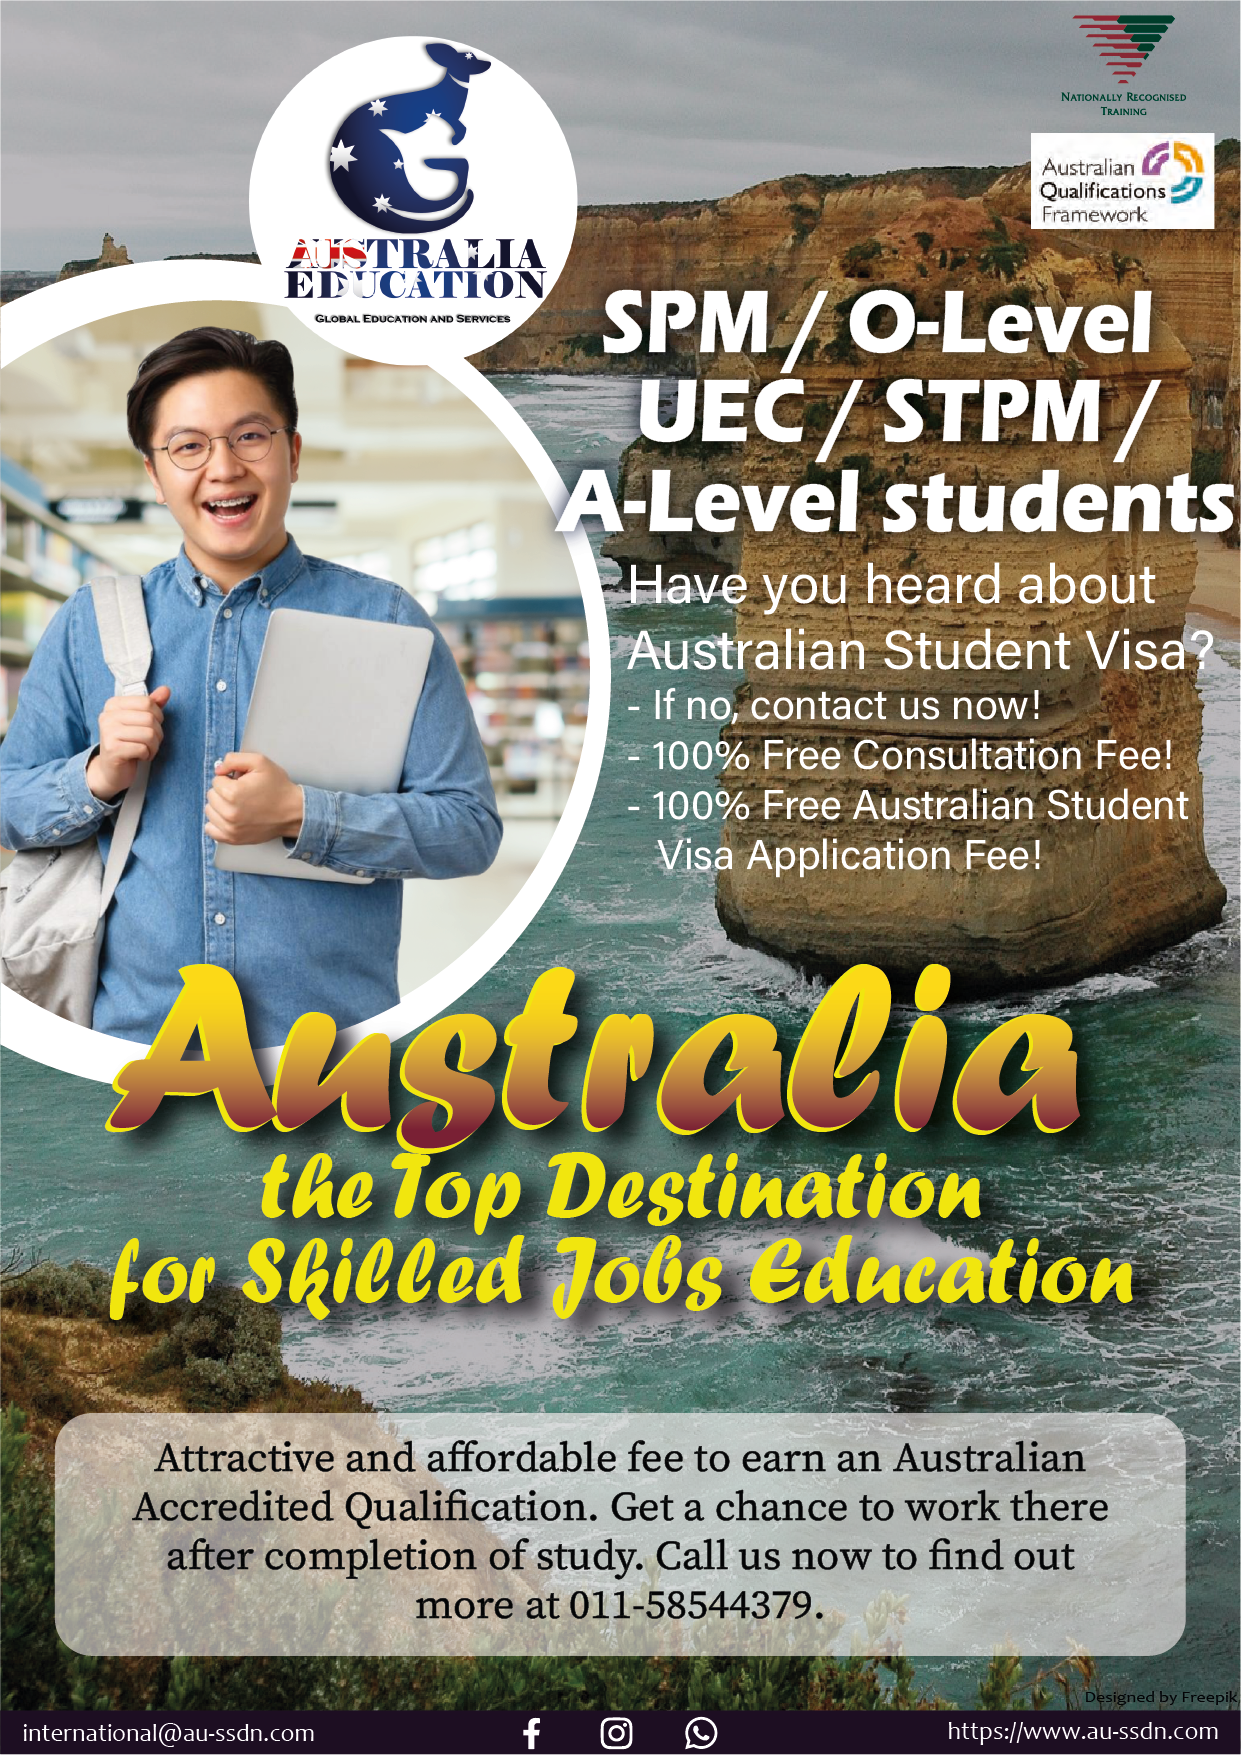 NATIONALLY RECOGNISED
TRAINING
Australian
Qualifications
Framework
AUSTRALIA
EDUCATION
GLOBAL EDUCATION AND SERVICES
SPM / O-Level
UEC / STPM /
A-Level students
Have you heard about
Australian Student Visa?
- If no, contact us now!
- 100% Free Consultation Fee!
- 100% Free Australian Student
Visa Application Fee!
Australia
the Top Destination
for Skilled Jobs Education
Attractive and affordable fee to earn an Australian
Accredited Qualification. Get a chance to work there
after completion of study. Call us now to find out
more at 011-58544379.
Designed by Freepik
international@au-ssdn.com
https://www.au-ssdn.com